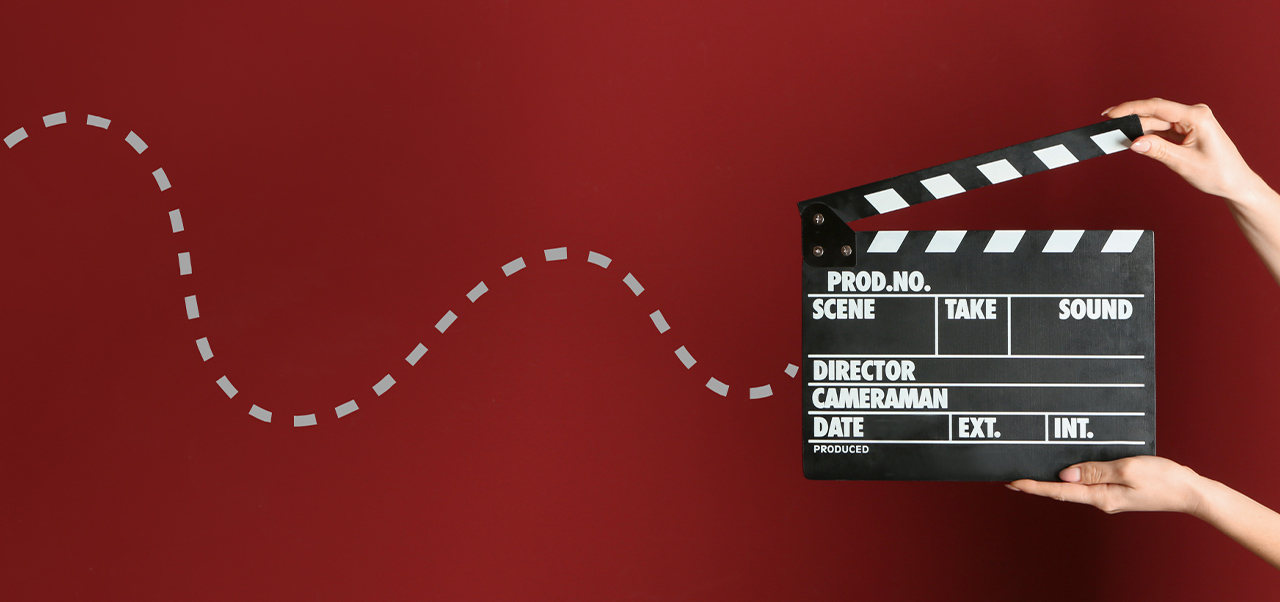 PROD.NO.
SCENE TAKE SOUND
DIRECTOR
CAMERAMAN
DATE EXT. INT.
PRODUCED